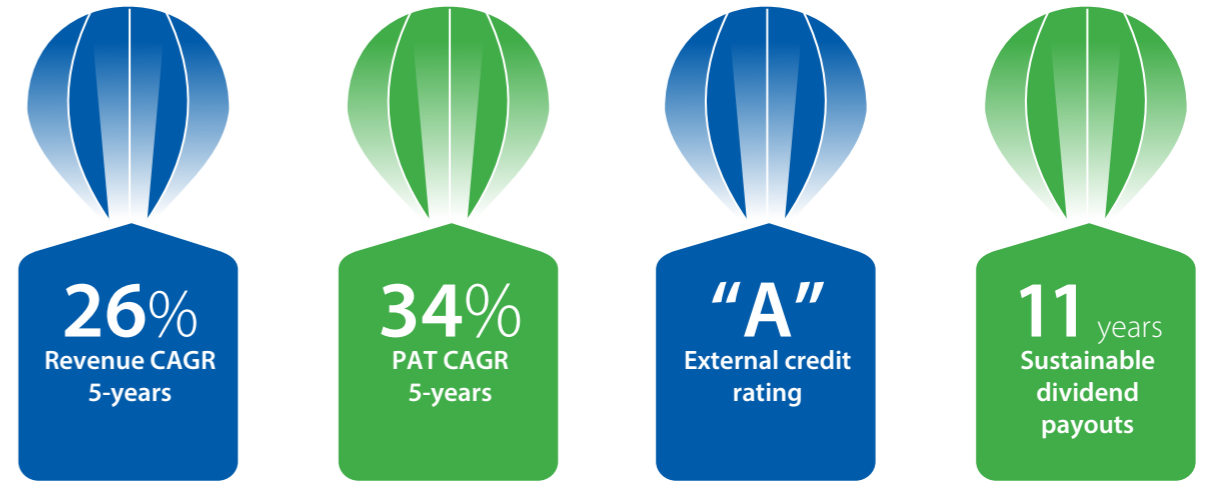 26%
Revenue CAGR
5-years
34%
PAT CAGR
5-years
“A”
External credit
rating
11 years
Sustainable
dividend
payouts